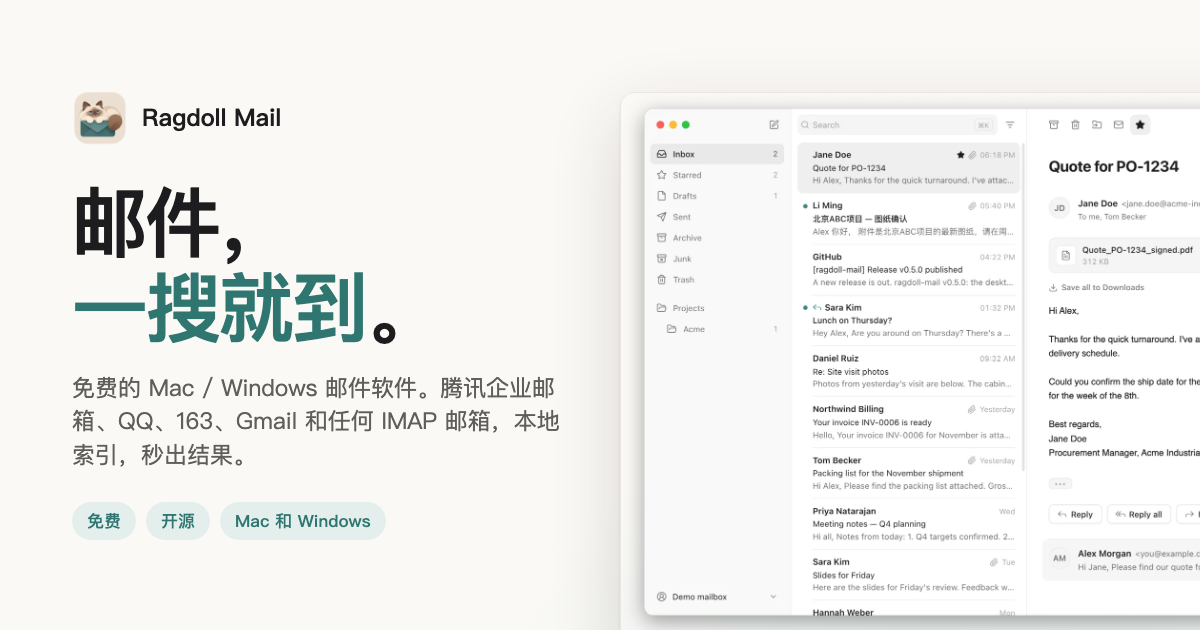 Ragdoll Mail
邮件，
一搜就到。
免费的 Mac / Windows 邮件软件。腾讯企业邮
箱、QQ、163、Gmail 和任何 IMAP 邮箱，本地
索引，秒出结果。
免费
开源
Mac 和 Windows
Inbox 2
Starred 2
Drafts 1
Sent
Archive
Junk
Trash
Projects
Acme 1
Demo mailbox
Search ⌘K
Jane Doe 06:18 PM
Quote for PO-1234
Hi Alex, Thanks for the quick turnaround. I've attac...
Li Ming 05:40 PM
北京ABC项目 — 图纸确认
Alex 你好， 附件是北京ABC项目的最新图纸，请在周...
GitHub 04:22 PM
[ragdoll-mail] Release v0.5.0 published
A new release is out. ragdoll-mail v0.5.0: the deskt...
Sara Kim 01:32 PM
Lunch on Thursday?
Hey Alex, Are you around on Thursday? There's a ...
Daniel Ruiz 09:32 AM
Re: Site visit photos
Photos from yesterday's visit are below. The cabin...
Northwind Billing Yesterday
Your invoice INV-0006 is ready
Hello, Your invoice INV-0006 for November is atta...
Tom Becker Yesterday
Packing list for the November shipment
Hi Alex, Please find the packing list attached. Gros...
Priya Natarajan Wed
Meeting notes — Q4 planning
Hi all, Notes from today: 1. Q4 targets confirmed. 2...
Sara Kim Tue
Slides for Friday
Here are the slides for Friday's review. Feedback w...
Hannah Weber Mon
Quote for PO-1234
JD
Jane Doe <jane.doe@acme-in
To me, Tom Becker
Quote_PO-1234_signed.pdf
312 KB
Save all to Downloads
Hi Alex,
Thanks for the quick turnaround. I've a
delivery schedule.
Could you confirm the ship date for the
for the week of the 8th.
Best regards,
Jane Doe
Procurement Manager, Acme Industria
...
Reply
Reply all
AM
Alex Morgan <you@example.c
Hi Jane, Please find our quote fo